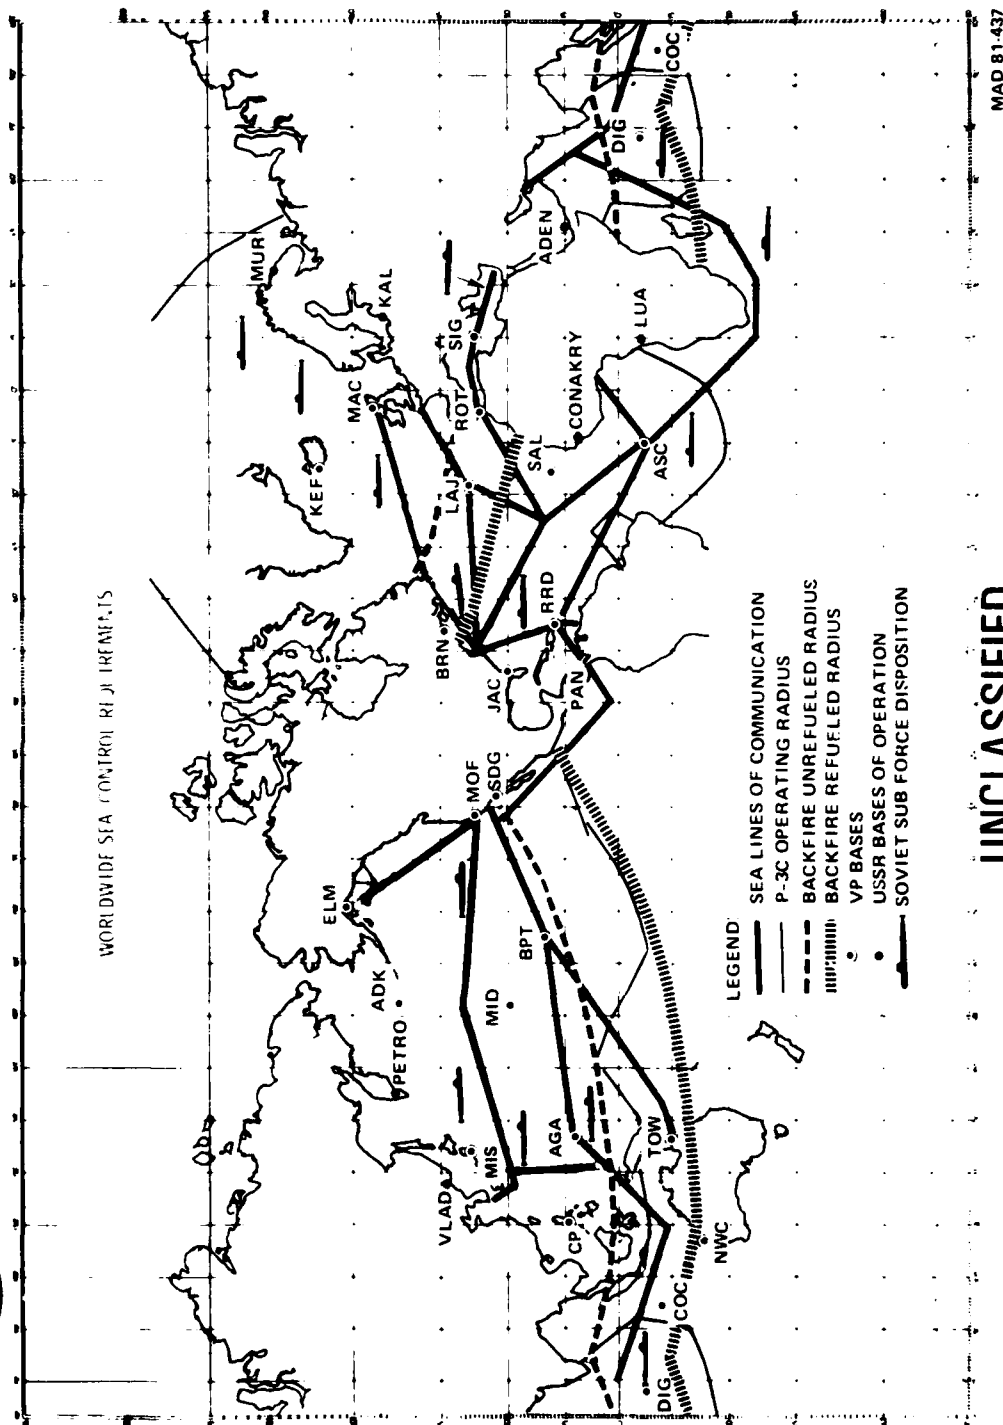 WORLDWIDE SEA CONTROL REQUIREMENTS
MUR
KAL
MAC
KEF
ROT
SIG
LAJ
SAL
ADEN
CONAKRY
LUA
ASC
DIG
COC
BRN
JAC
RRD
PAN
ELM
MOF
SDG
ADK
PETRO
MID
BPT
VLAD
MIS
AGA
CP
TOW
NWC
COC
DIG
LEGEND
SEA LINES OF COMMUNICATION
P-3C OPERATING RADIUS
BACKFIRE UNREFUELED RADIUS
BACKFIRE REFUELED RADIUS
VP BASES
USSR BASES OF OPERATION
SOVIET SUB FORCE DISPOSITION
MAD 81-437
UNCLASSIFIED